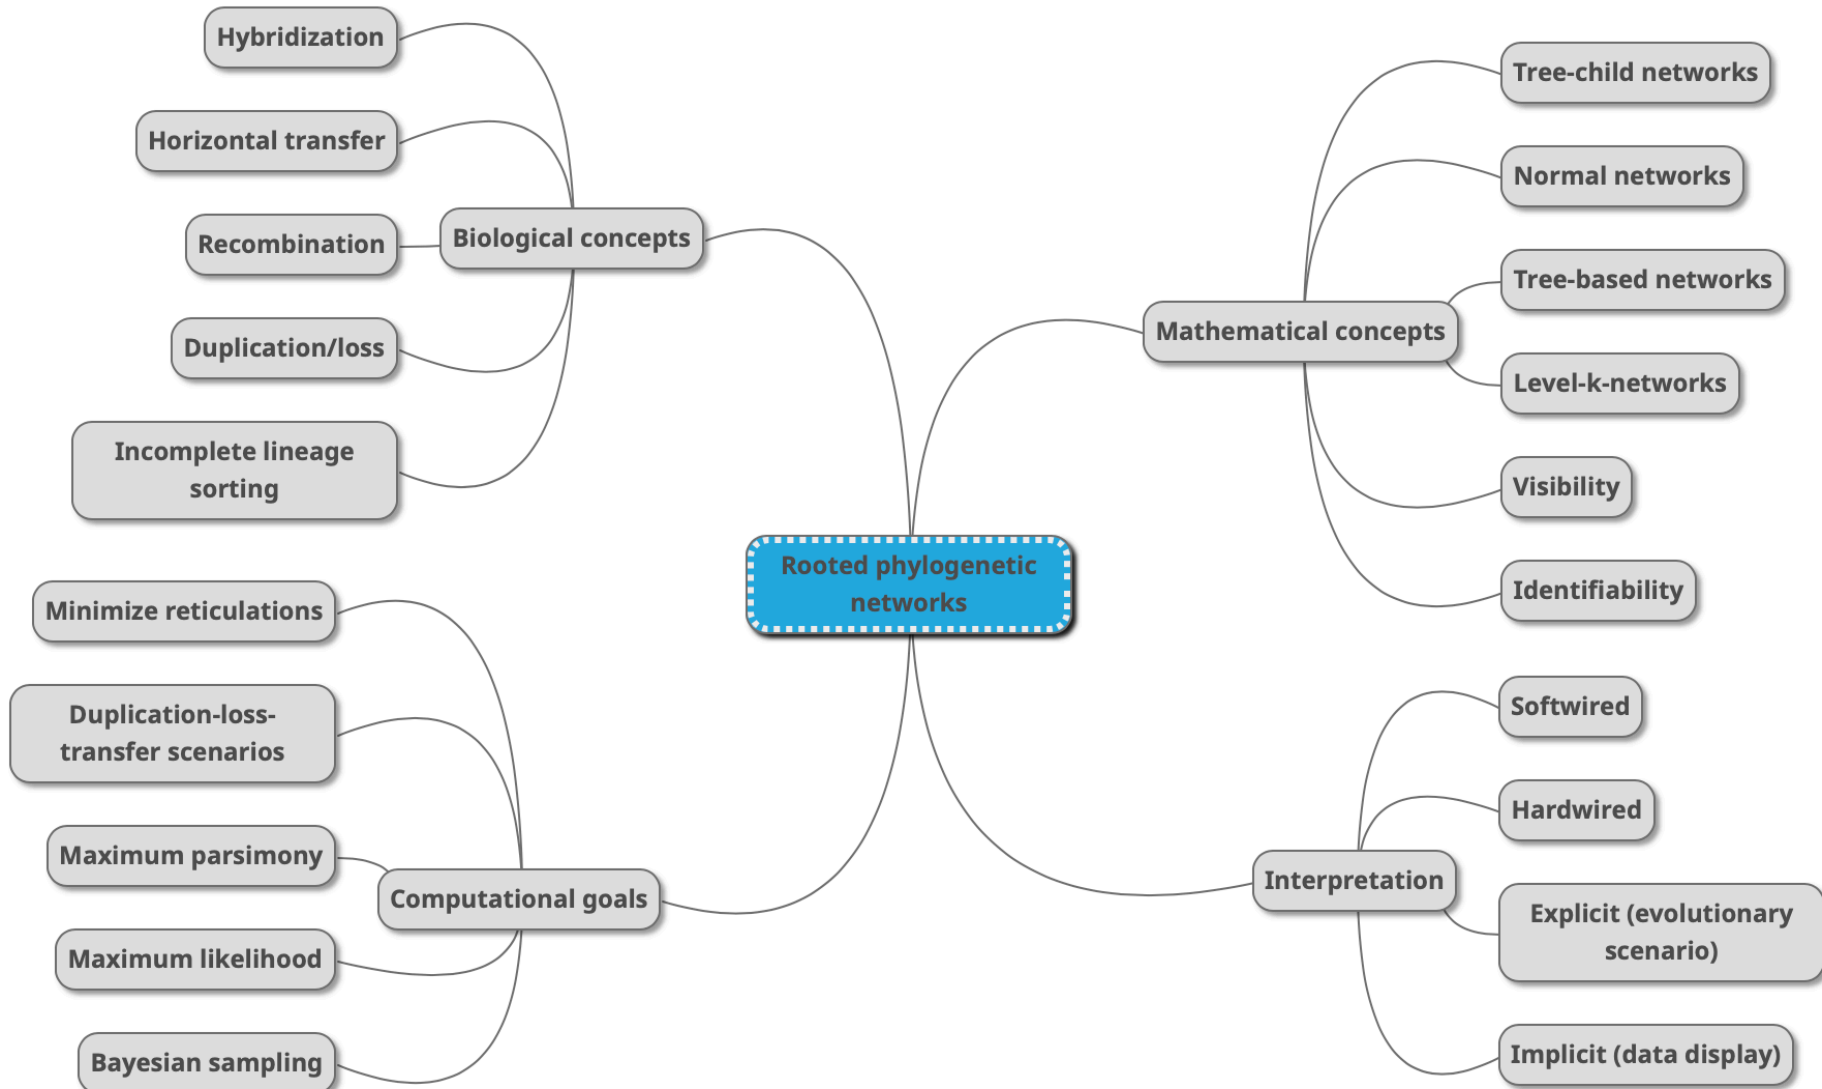 Rooted phylogenetic
networks
Biological concepts
Hybridization
Horizontal transfer
Recombination
Duplication/loss
Incomplete lineage
sorting
Computational goals
Minimize reticulations
Duplication-loss-
transfer scenarios
Maximum parsimony
Maximum likelihood
Bayesian sampling
Mathematical concepts
Tree-child networks
Normal networks
Tree-based networks
Level-k-networks
Visibility
Identifiability
Interpretation
Softwired
Hardwired
Explicit (evolutionary
scenario)
Implicit (data display)